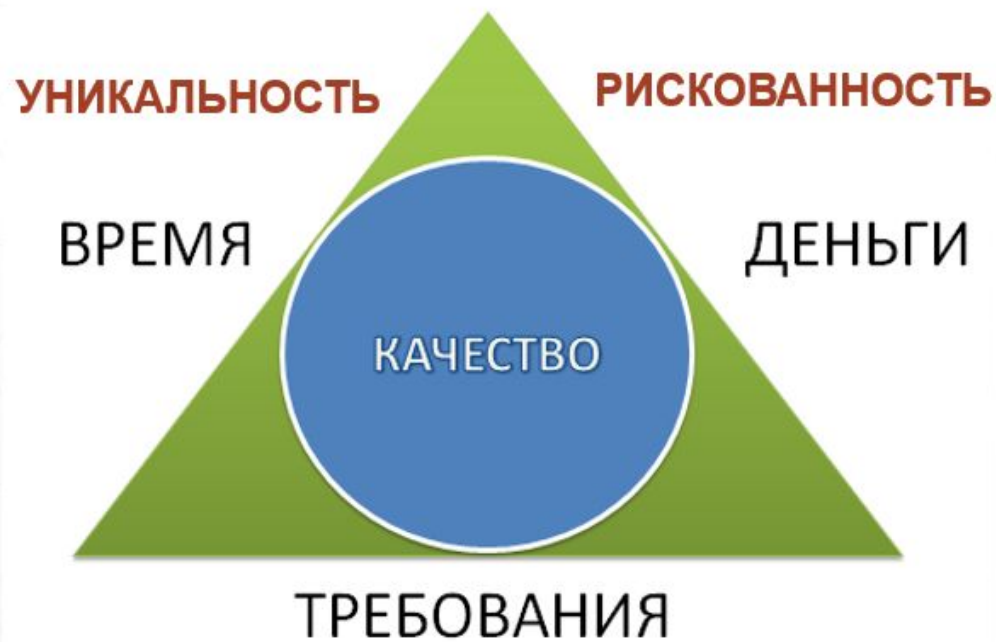 УНИКАЛЬНОСТЬ
РИСКОВАННОСТЬ
ВРЕМЯ
ДЕНЬГИ
КАЧЕСТВО
ТРЕБОВАНИЯ